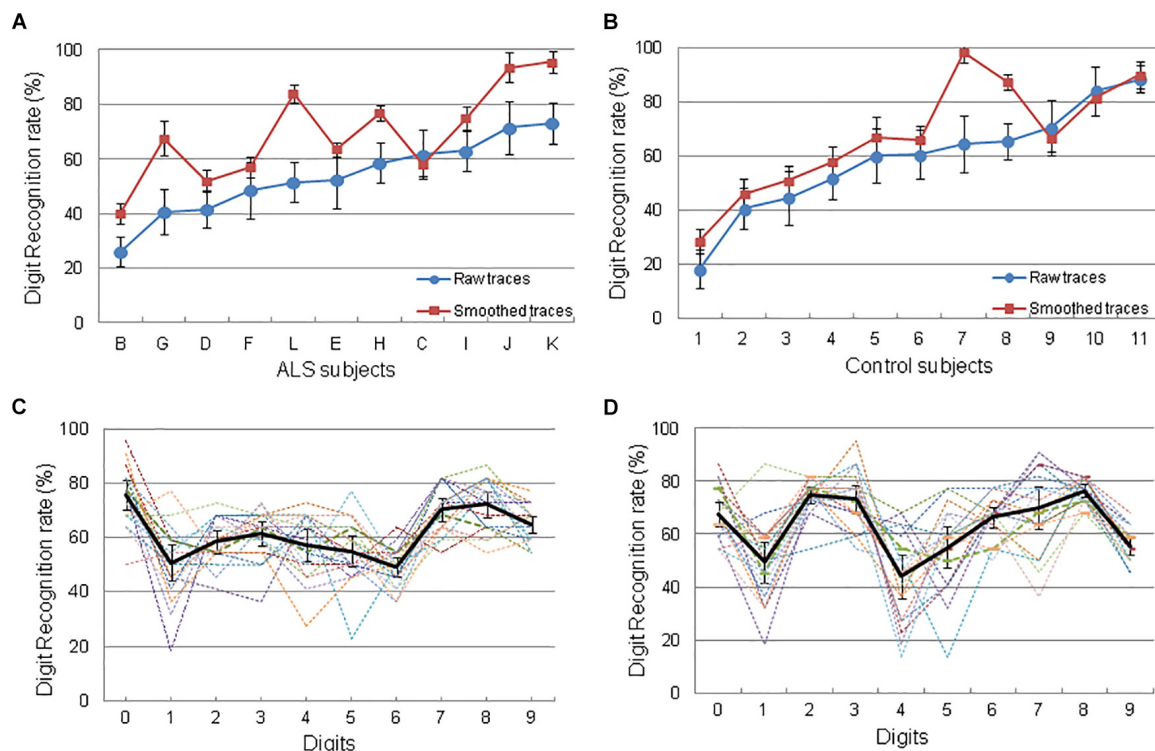 A
Digit Recognition rate (%)
100
80
60
40
20
0
Raw traces
Smoothed traces
B G D F L E H C I J K
ALS subjects
B
Digit Recognition rate (%)
100
80
60
40
20
0
Raw traces
Smoothed traces
1 2 3 4 5 6 7 8 9 10 11
Control subjects
C
Digit Recognition rate (%)
100
80
60
40
20
0
0 1 2 3 4 5 6 7 8 9
Digits
D
Digit Recognition rate (%)
100
80
60
40
20
0
0 1 2 3 4 5 6 7 8 9
Digits